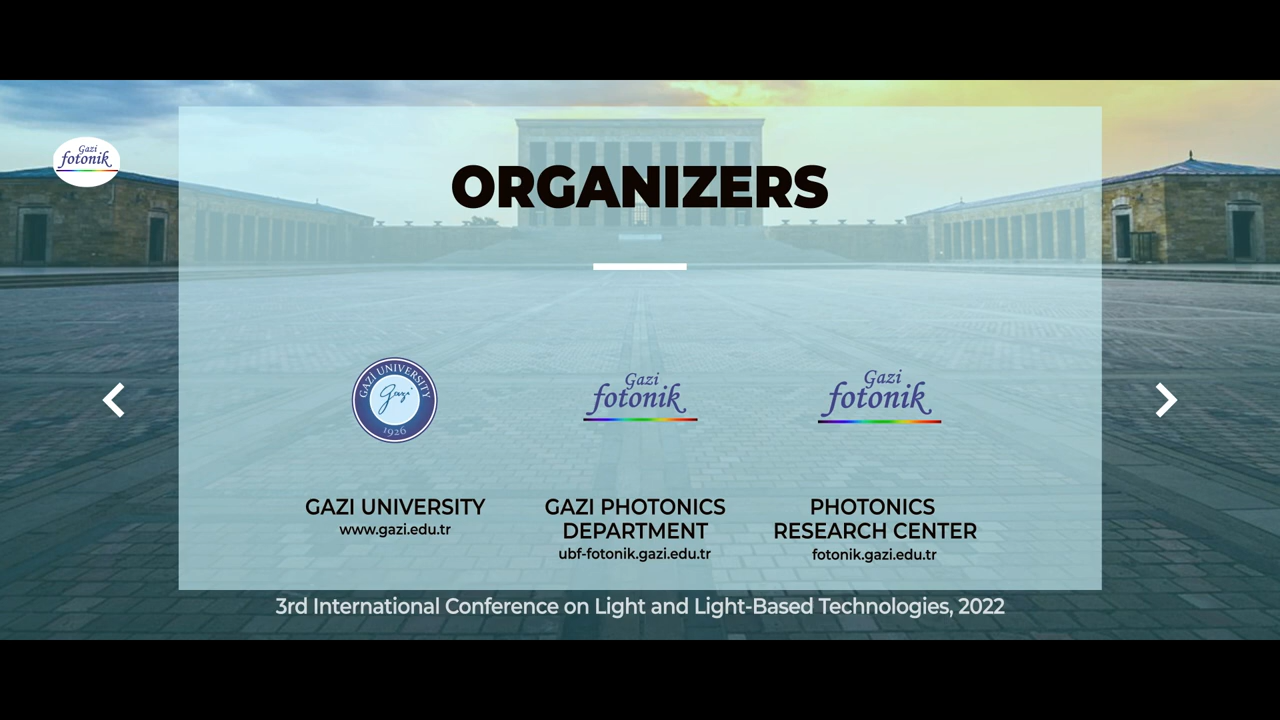 Gazi
fotonik
ORGANIZERS
GAZI UNIVERSITY
Gazi
1926
Gazi
fotonik
Gazi
fotonik
GAZI UNIVERSITY
www.gazi.edu.tr
GAZI PHOTONICS
DEPARTMENT
ubf-fotonik.gazi.edu.tr
PHOTONICS
RESEARCH CENTER
fotonik.gazi.edu.tr
3rd International Conference on Light and Light-Based Technologies, 2022